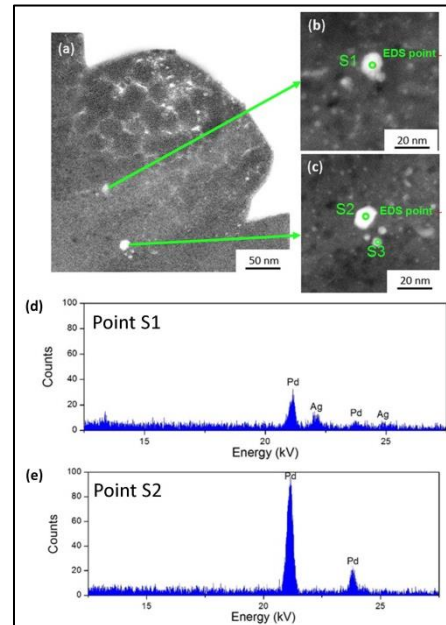 (a)
50 nm
(b)
S1
EDS point
20 nm
(c)
S2
EDS point
S3
20 nm
(d)
Point S1
100
80
60
40
20
0
Counts
Pd
Ag
Pd
Ag
15
20
25
Energy (kV)
(e)
Point S2
100
80
60
40
20
0
Counts
Pd
Pd
15
20
25
Energy (kV)